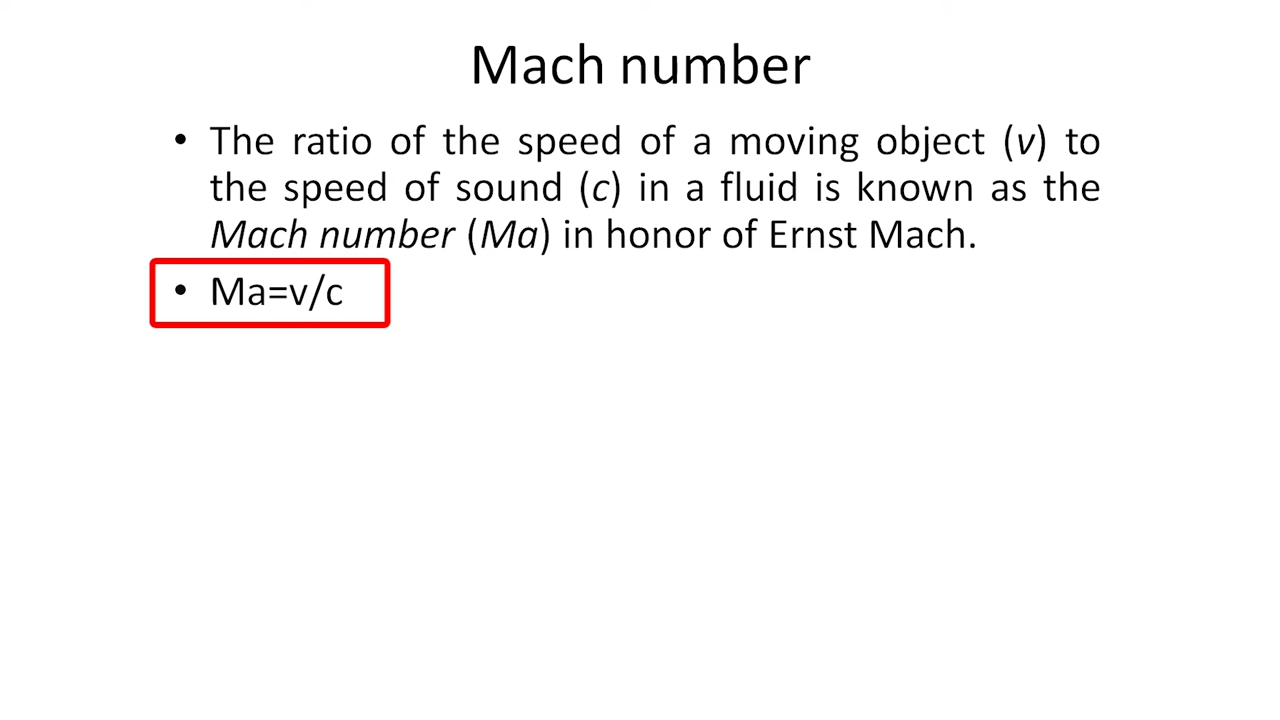 Mach number
• The ratio of the speed of a moving object (v) to
the speed of sound (c) in a fluid is known as the
Mach number (Ma) in honor of Ernst Mach.
• Ma=v/c